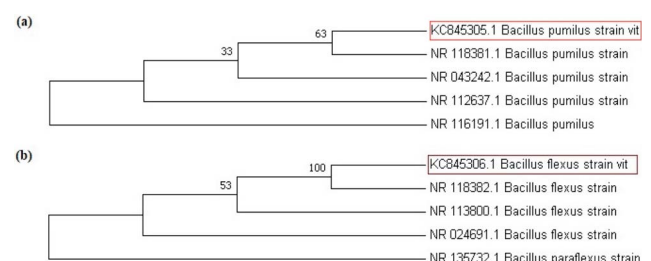 (a)
63
KC845305.1 Bacillus pumilus strain vit
33
NR 118381.1 Bacillus pumilus strain
NR 043242.1 Bacillus pumilus strain
NR 112637.1 Bacillus pumilus strain
NR 116191.1 Bacillus pumilus
(b)
100
KC845306.1 Bacillus flexus strain vit
53
NR 118382.1 Bacillus flexus strain
NR 113800.1 Bacillus flexus strain
NR 024691.1 Bacillus flexus strain
NR 135732.1 Bacillus paraflexus strain